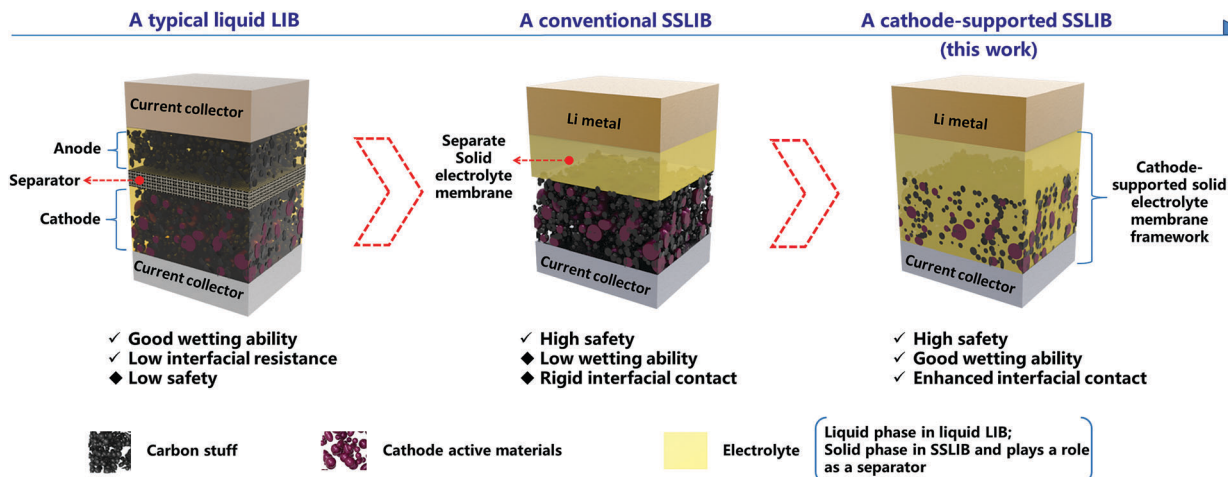 A typical liquid LIB
A conventional SSLIB
A cathode-supported SSLIB
(this work)
Current collector
Anode
Separator
Cathode
Current collector
Li metal
Separate
Solid
electrolyte
membrane
Current collector
Li metal
Cathode-
supported solid
electrolyte
membrane
framework
Current collector
✓ Good wetting ability
✓ Low interfacial resistance
◆ Low safety
✓ High safety
◆ Low wetting ability
◆ Rigid interfacial contact
✓ High safety
✓ Good wetting ability
✓ Enhanced interfacial contact
Carbon stuff
Cathode active materials
Electrolyte
Liquid phase in liquid LIB;
Solid phase in SSLIB and plays a role
as a separator